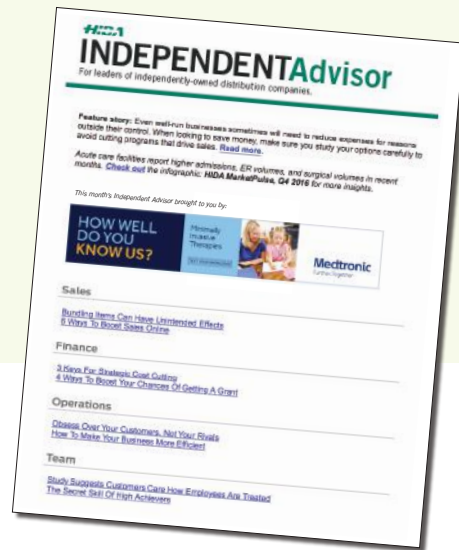 HIDA
INDEPENDENTAdvisor
For leaders of independently-owned distribution companies.
Feature story: Even well-run businesses sometimes will need to reduce expenses for reasons
outside their control. When looking to save money, make sure you study your options carefully to
avoid cutting programs that drive sales. Read more.
Acute care facilities report higher admissions, ER volumes, and surgical volumes in recent
months. Check out the infographic: HIDA MarketPulse, Q4 2016 for more insights.
This month's Independent Advisor brought to you by:
HOW WELL
DO YOU
KNOW US?
Minimally
Invasive
Therapies
Medtronic
Further, Together
Sales
Bundling Items Can Have Unintended Effects
6 Ways To Boost Sales Online
Finance
3 Keys For Strategic Cost Cutting
4 Ways To Boost Your Chances Of Getting A Grant
Operations
Obsess Over Your Customers, Not Your Rivals
How To Make Your Business More Efficient
Team
Study Suggests Customers Care How Employees Are Treated
The Secret Skill Of High Achievers